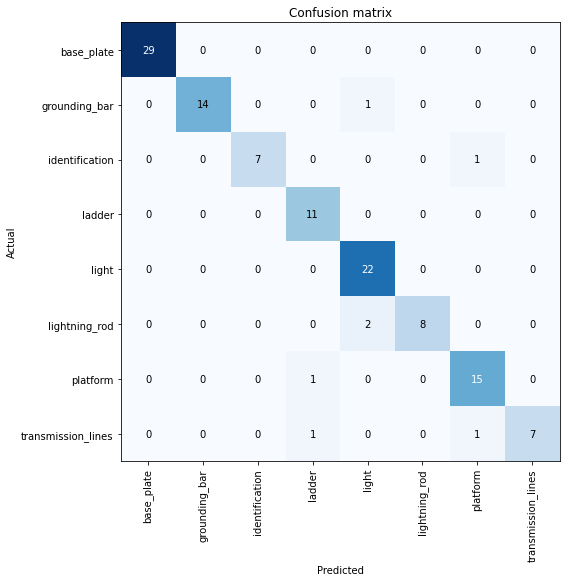 Confusion matrix
Actual
base_plate 29 0 0 0 0 0 0 0
grounding_bar 0 14 0 0 1 0 0 0
identification 0 0 7 0 0 0 1 0
ladder 0 0 0 11 0 0 0 0
light 0 0 0 0 22 0 0 0
lightning_rod 0 0 0 0 2 8 0 0
platform 0 0 0 1 0 0 15 0
transmission_lines 0 0 0 1 0 0 1 7
base_plate grounding_bar identification ladder light lightning_rod platform transmission_lines
Predicted